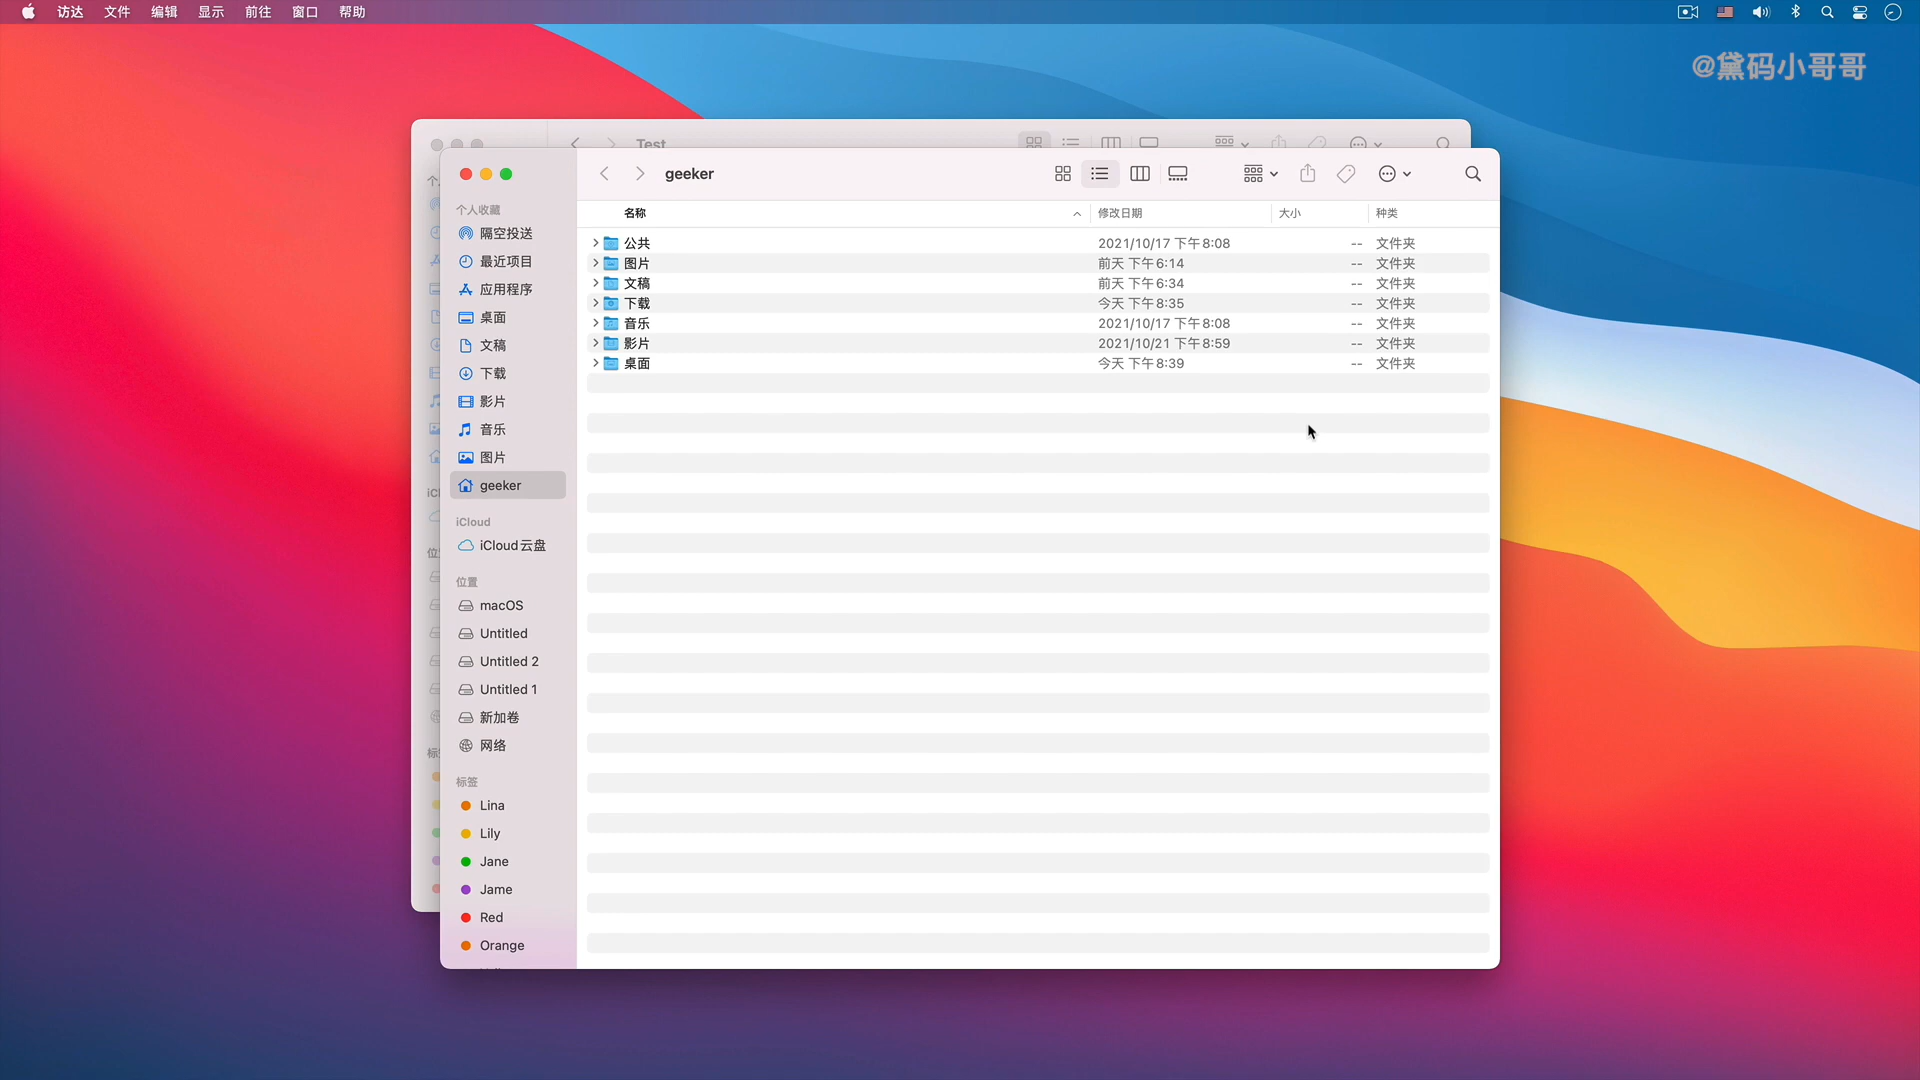 访达 文件 编辑 显示 前往 窗口 帮助
@黛码小哥哥
Test
geeker
个人收藏
隔空投送
最近项目
应用程序
桌面
文稿
下载
影片
音乐
图片
geeker
iCloud
iCloud云盘
位置
macOS
Untitled
Untitled 2
Untitled 1
新加卷
网络
标签
Lina
Lily
Jane
Jame
Red
Orange
名称 修改日期 大小 种类
公共 2021/10/17 下午8:08 -- 文件夹
图片 前天 下午6:14 -- 文件夹
文稿 前天 下午6:34 -- 文件夹
下载 今天 下午8:35 -- 文件夹
音乐 2021/10/17 下午8:08 -- 文件夹
影片 2021/10/21 下午8:59 -- 文件夹
桌面 今天 下午8:39 -- 文件夹